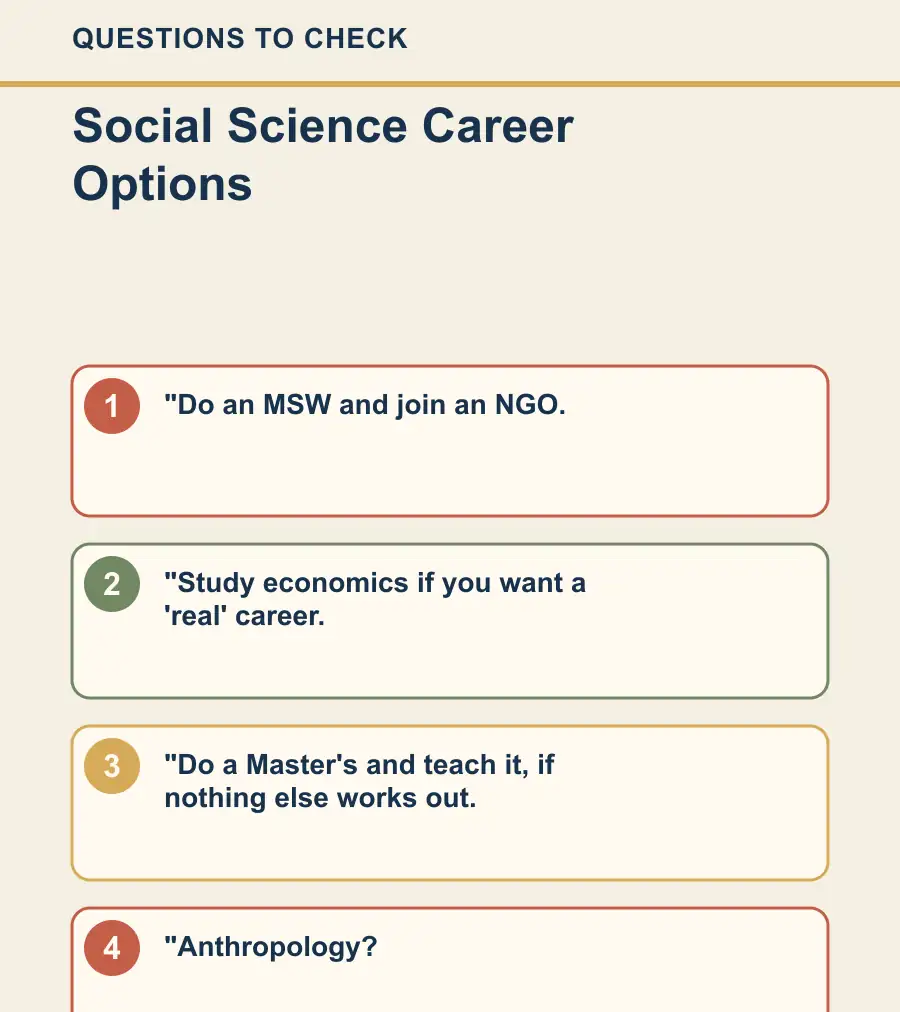 QUESTIONS TO CHECK
Social Science Career
Options
1
"Do an MSW and join an NGO.
2
"Study economics if you want a
'real' career.
3
"Do a Master's and teach it, if
nothing else works out.
4
"Anthropology?